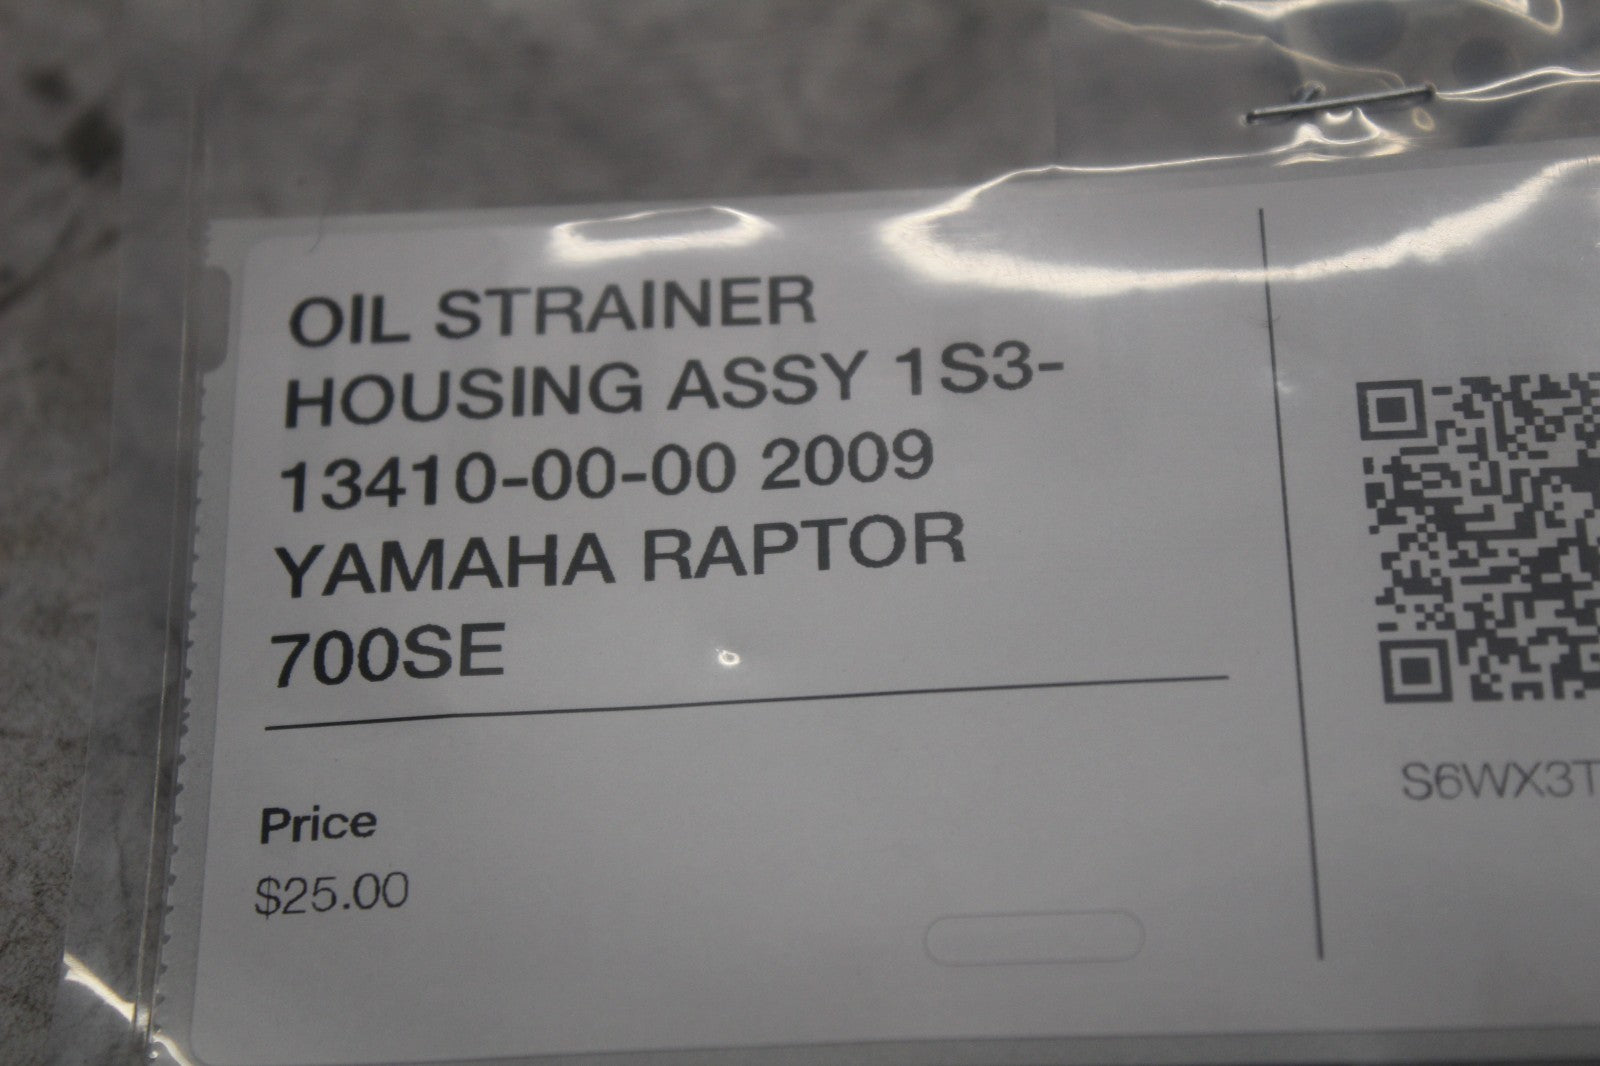 OIL STRAINER
HOUSING ASSY 1S3-
13410-00-00 2009
YAMAHA RAPTOR
700SE
Price
$25.00
S6WX3T